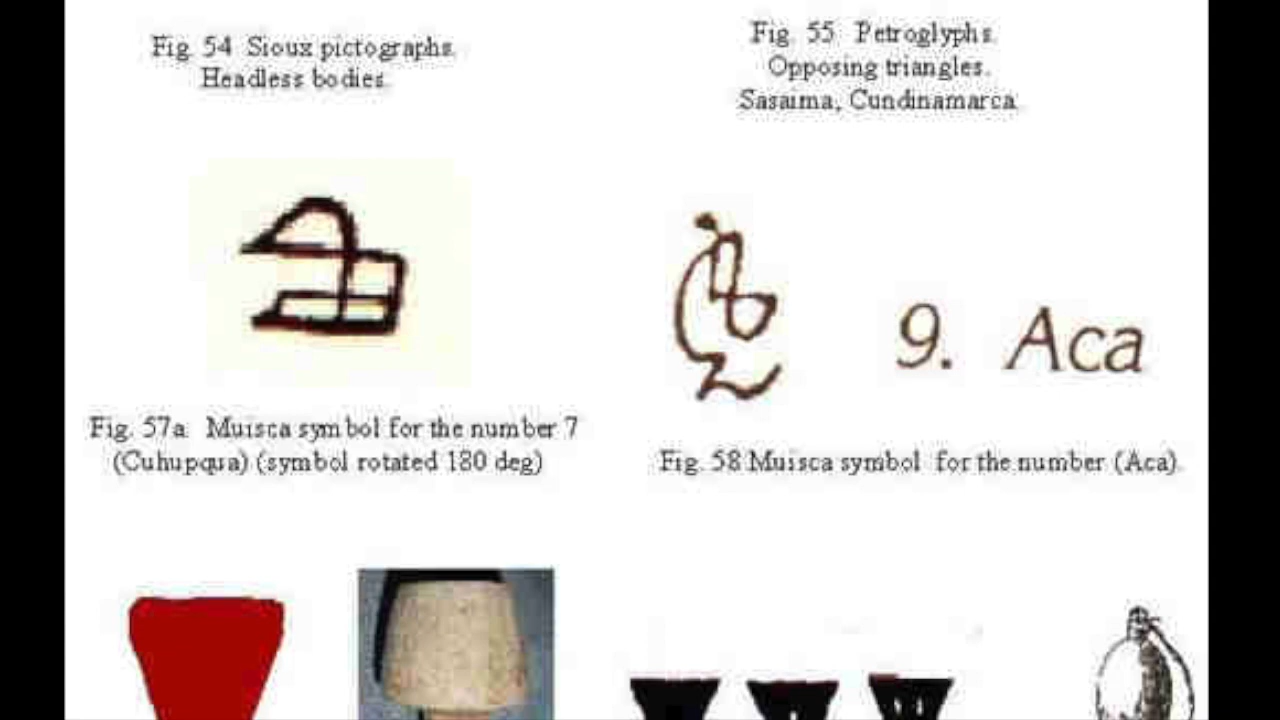 Fig. 54 Sioux pictographs.
Headless bodies.
Fig. 55 Petroglyphs.
Opposing triangles.
Sasaima, Cundinamarca
9. Aca
Fig. 57a Muisca symbol for the number 7
(Cuhupqua) (symbol rotated 180 deg)
Fig. 58 Muisca symbol for the number (Aca).